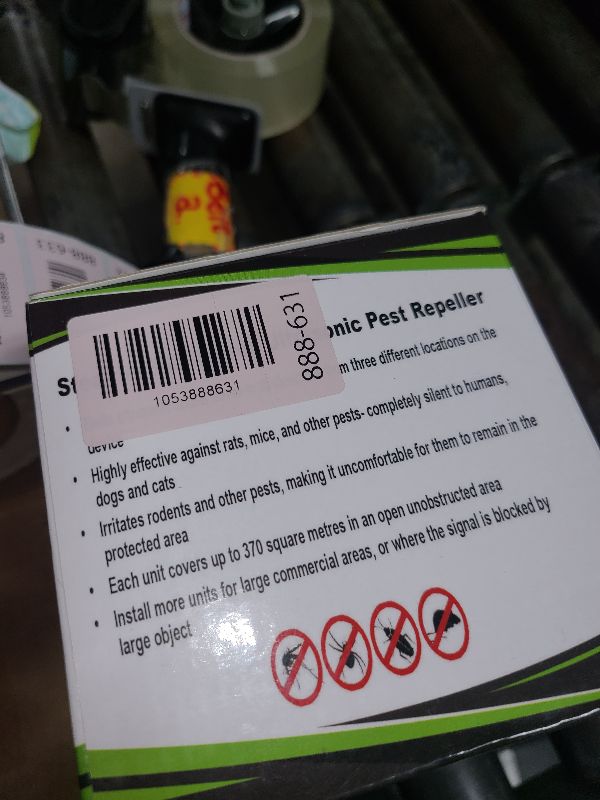 St
onic Pest Repeller
m three different locations on the
device
• Highly effective against rats, mice, and other pests- completely silent to humans,
dogs and cats
• Irritates rodents and other pests, making it uncomfortable for them to remain in the
protected area
• Each unit covers up to 370 square metres in an open unobstructed area
• Install more units for large commercial areas, or where the signal is blocked by
large object
1053888631
888-631